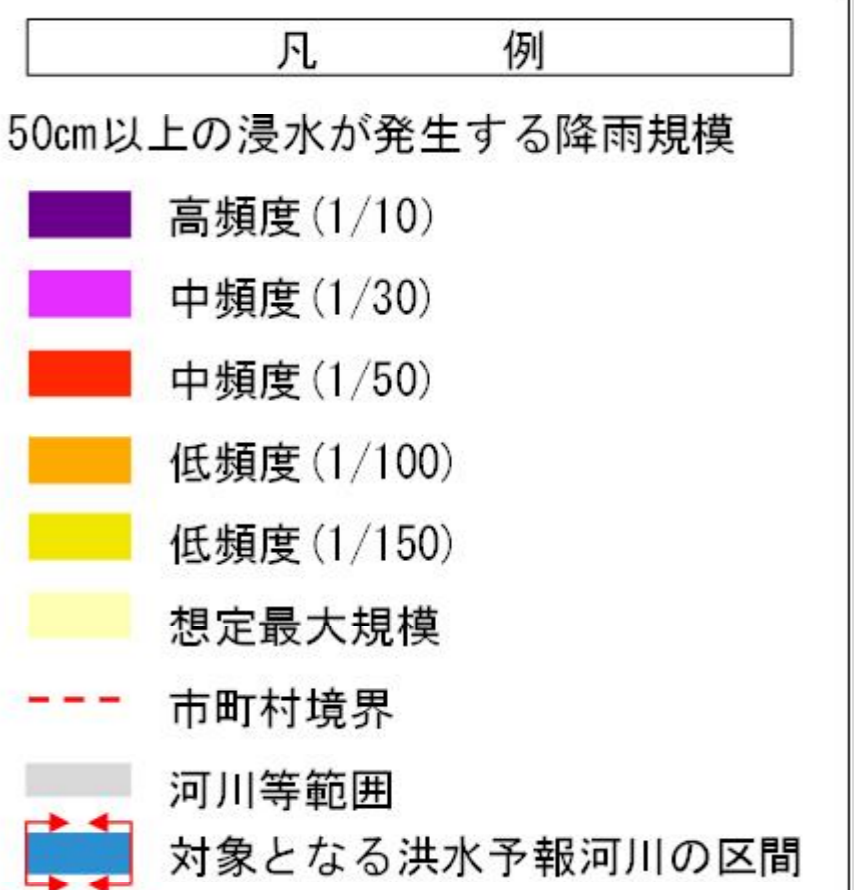 凡 例
50cm以上の浸水が発生する降雨規模
高頻度(1/10)
中頻度(1/30)
中頻度(1/50)
低頻度(1/100)
低頻度(1/150)
想定最大規模
市町村境界
河川等範囲
対象となる洪水予報河川の区間